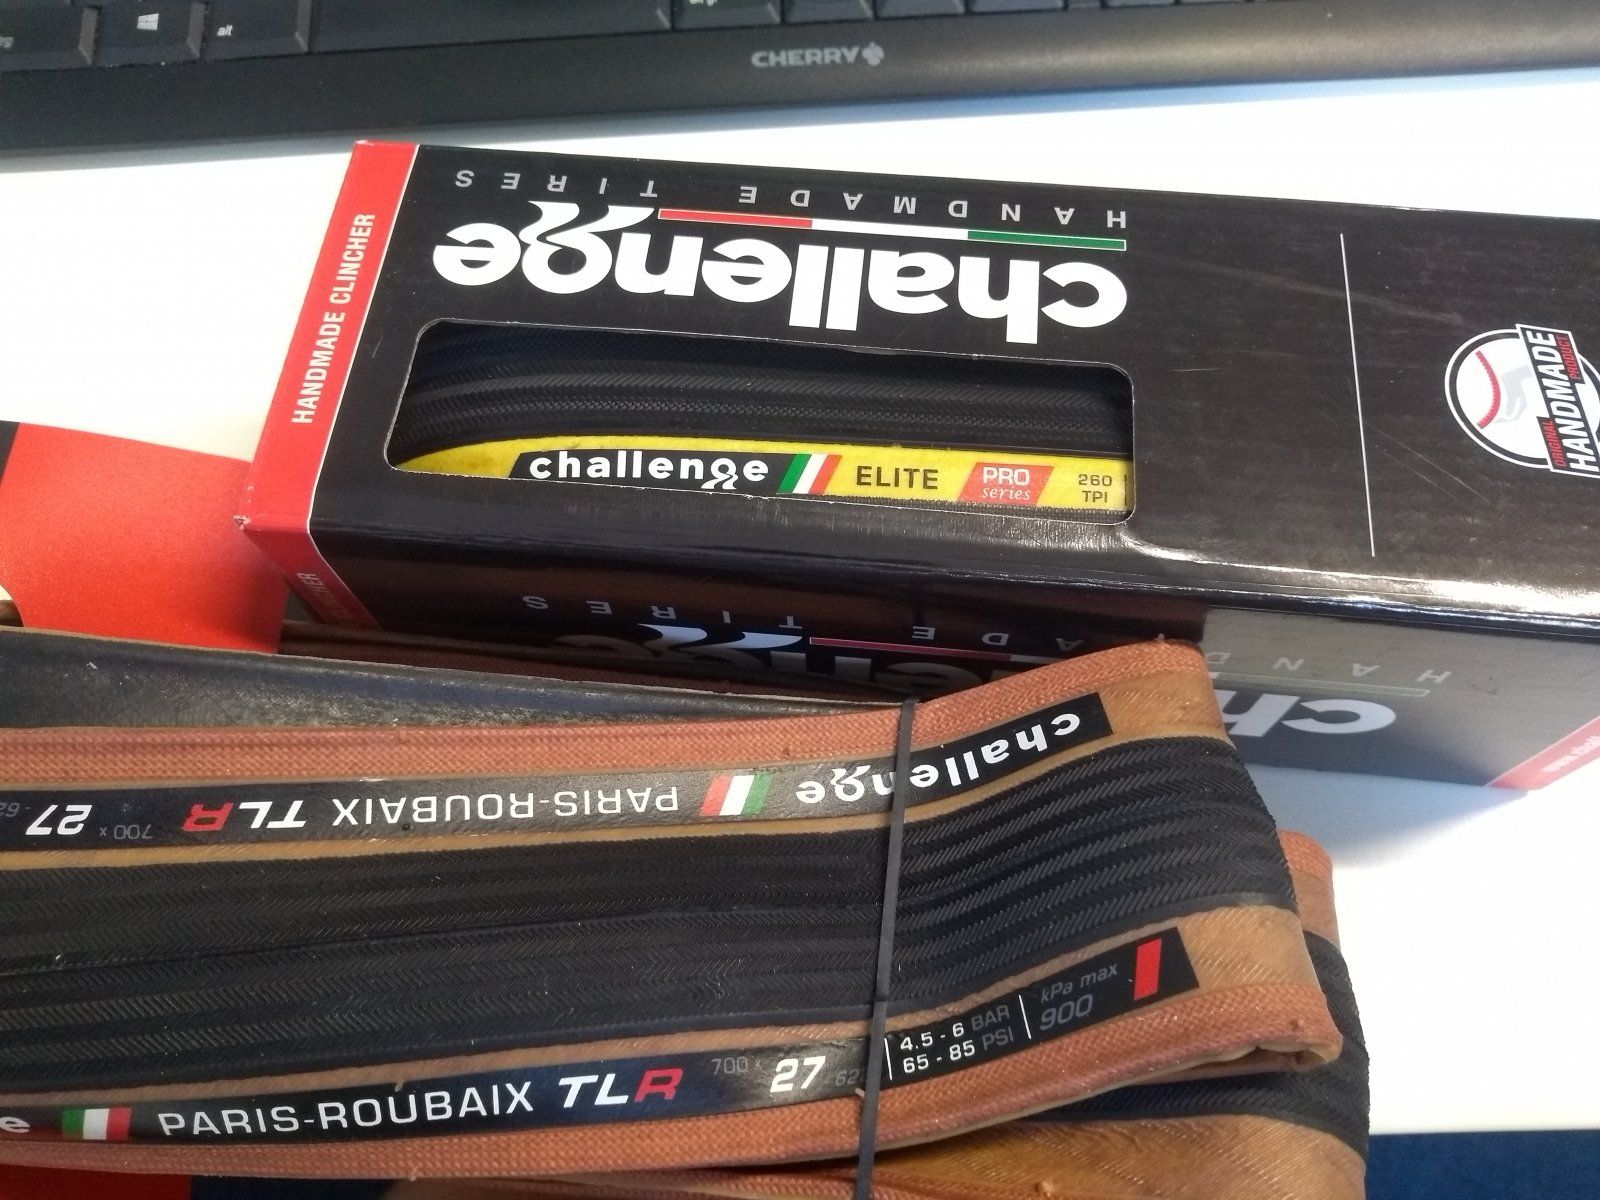 alt
CHERRY
HANDMADE CLINCHER
challenge
HANDMADE TIRES
challenge ELITE PRO series 260 TPI
ORIGINAL
HANDMADE
PRODUCT
HANDMADE TIRES
challenge PARIS-ROUBAIX TLR 700 x 27
PARIS-ROUBAIX TLR 700 x 27 -622
4.5 - 6 BAR
65 - 85 PSI
kPa max
900